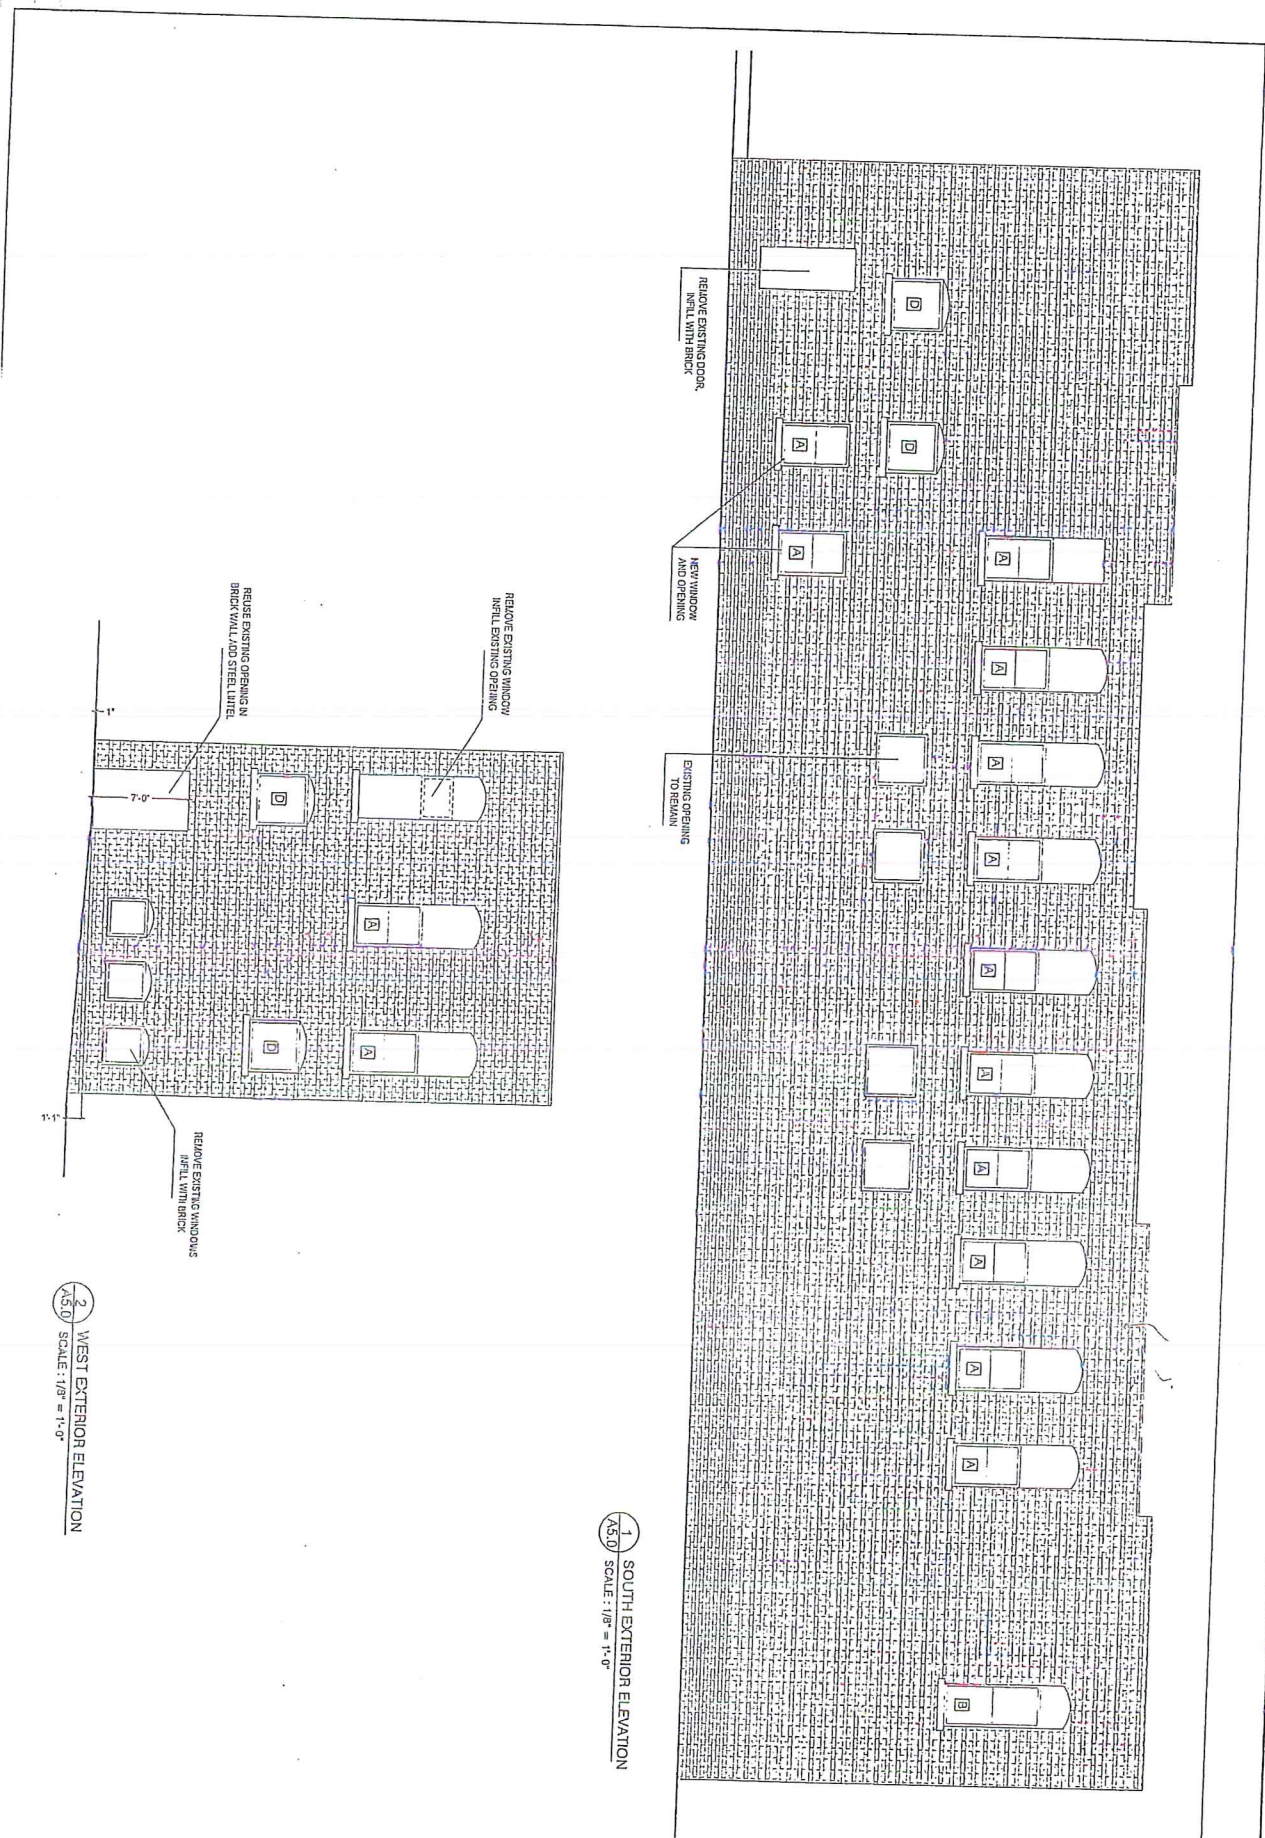 A A A A A A A A A A
B
D D
A A
REMOVE EXISTING DOOR,
INFILL WITH BRICK
NEW WINDOW
AND OPENING
EXISTING OPENING
TO REMAIN
1
A5.0
SOUTH EXTERIOR ELEVATION
SCALE : 1/8" = 1'-0"
REMOVE EXISTING WINDOW
INFILL EXISTING OPENING
A A
D D
REUSE EXISTING OPENING IN
BRICK WALL, ADD STEEL LINTEL
1"
7'-0"
1'-1"
REMOVE EXISTING WINDOWS
INFILL WITH BRICK
2
A5.0
WEST EXTERIOR ELEVATION
SCALE : 1/8" = 1'-0"